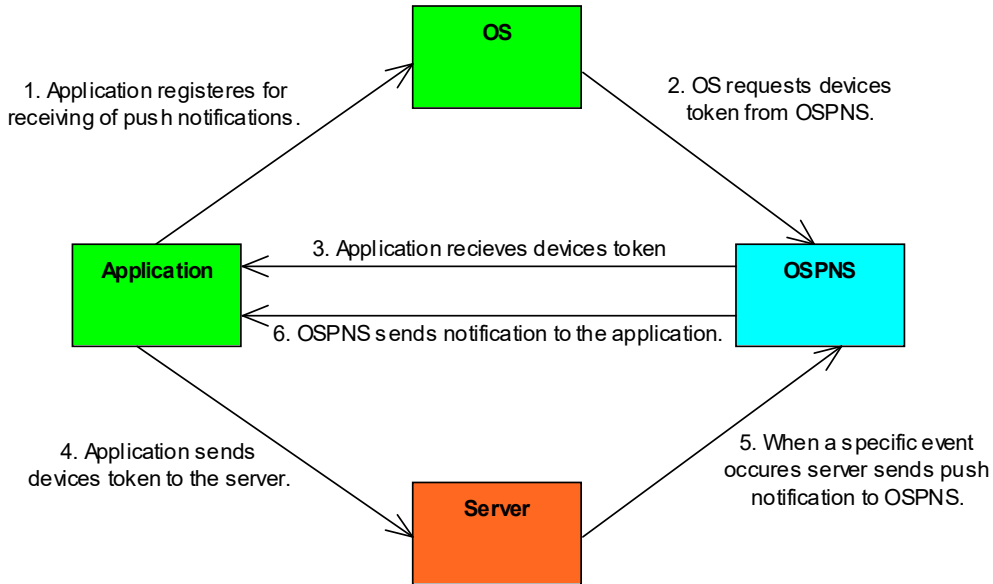 OS
1. Application registeres for
receiving of push notifications.
2. OS requests devices
token from OSPNS.
3. Application recieves devices token
Application
OSPNS
6. OSPNS sends notification to the application.
4. Application sends
devices token to the server.
5. When a specific event
occures server sends push
notification to OSPNS.
Server